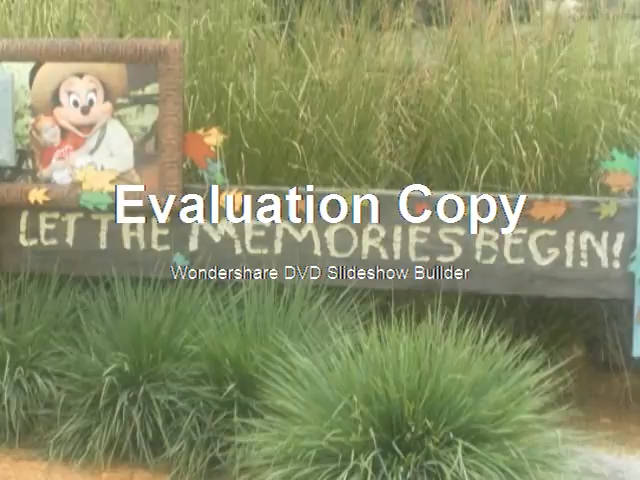 Evaluation Copy
LET THE MEMORIES BEGIN!
Wondershare DVD Slideshow Builder